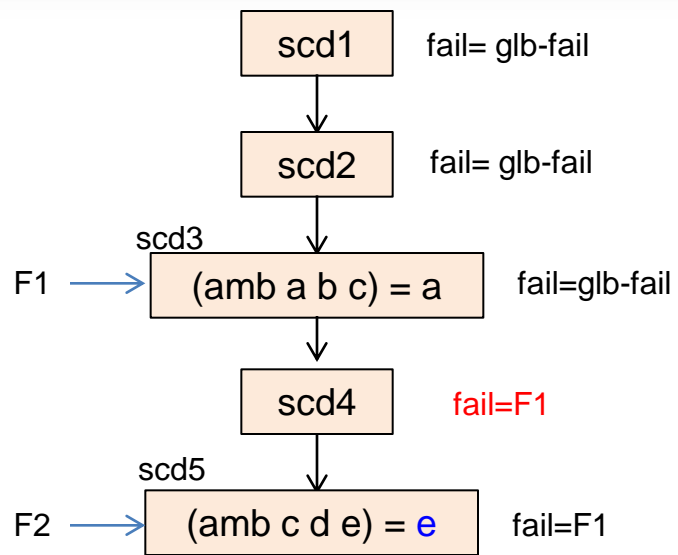 scd1 fail= glb-fail
scd2 fail= glb-fail
scd3
F1 (amb a b c) = a fail=glb-fail
scd4 fail=F1
scd5
F2 (amb c d e) = e fail=F1